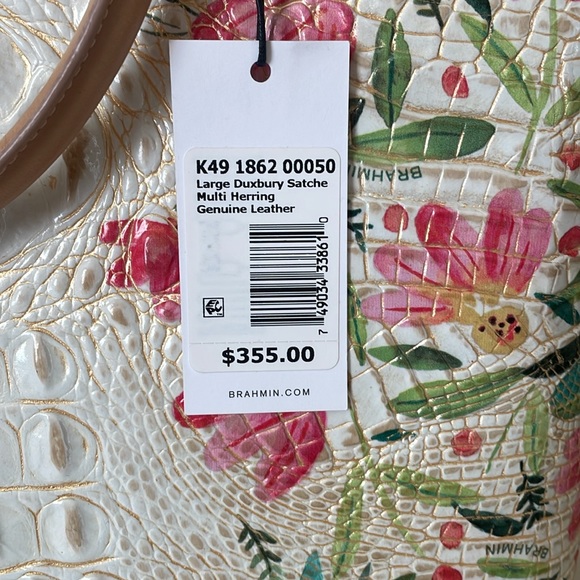 K49 1862 00050
Large Duxbury Satche
Multi Herring
Genuine Leather
7 49034 33861 0
$355.00
BRAHMIN.COM
BRAHMIN
BRAHMIN
BRAHMIN